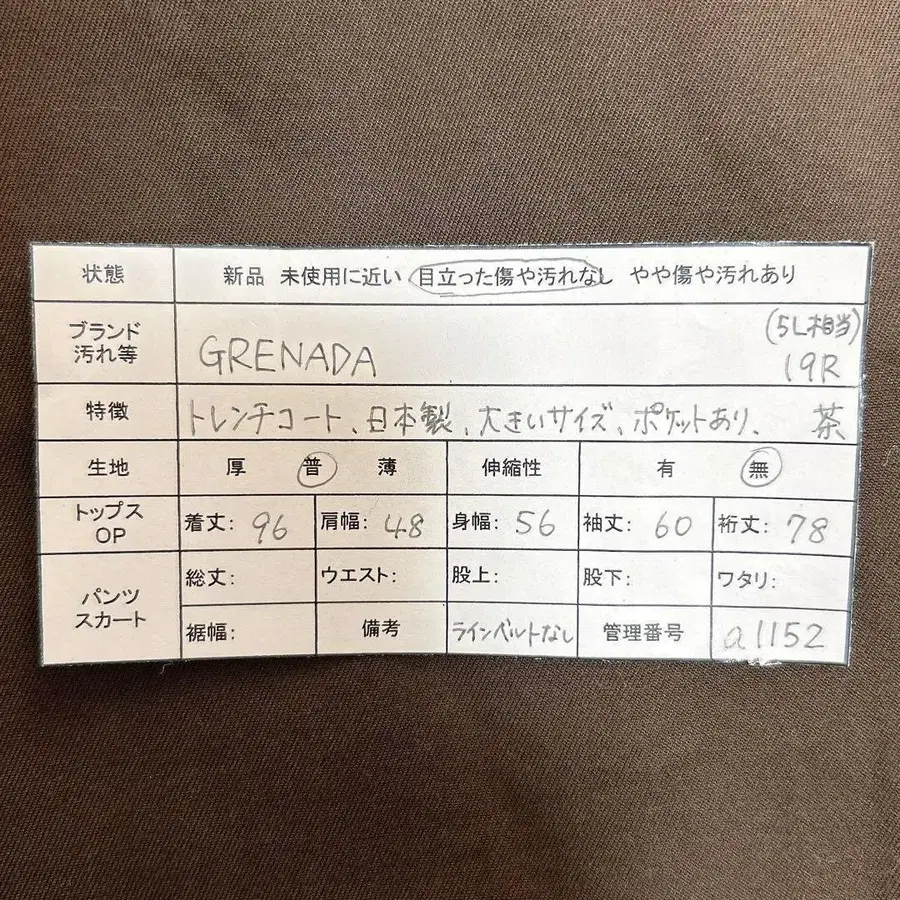 状態 新品 未使用に近い 目立った傷や汚れなし やや傷や汚れあり
ブランド
汚れ等
GRENADA
(5L相当)
19R
特徴 トレンチコート、日本製、大きいサイズ、ポケットあり、 茶
生地 厚 普 薄 伸縮性 有 無
トップス
OP
着丈: 96 肩幅: 48 身幅: 56 袖丈: 60 裄丈: 78
パンツ
スカート
総丈: ウエスト: 股上: 股下: ワタリ:
裾幅: 備考 ラインベルトなし 管理番号 a1152